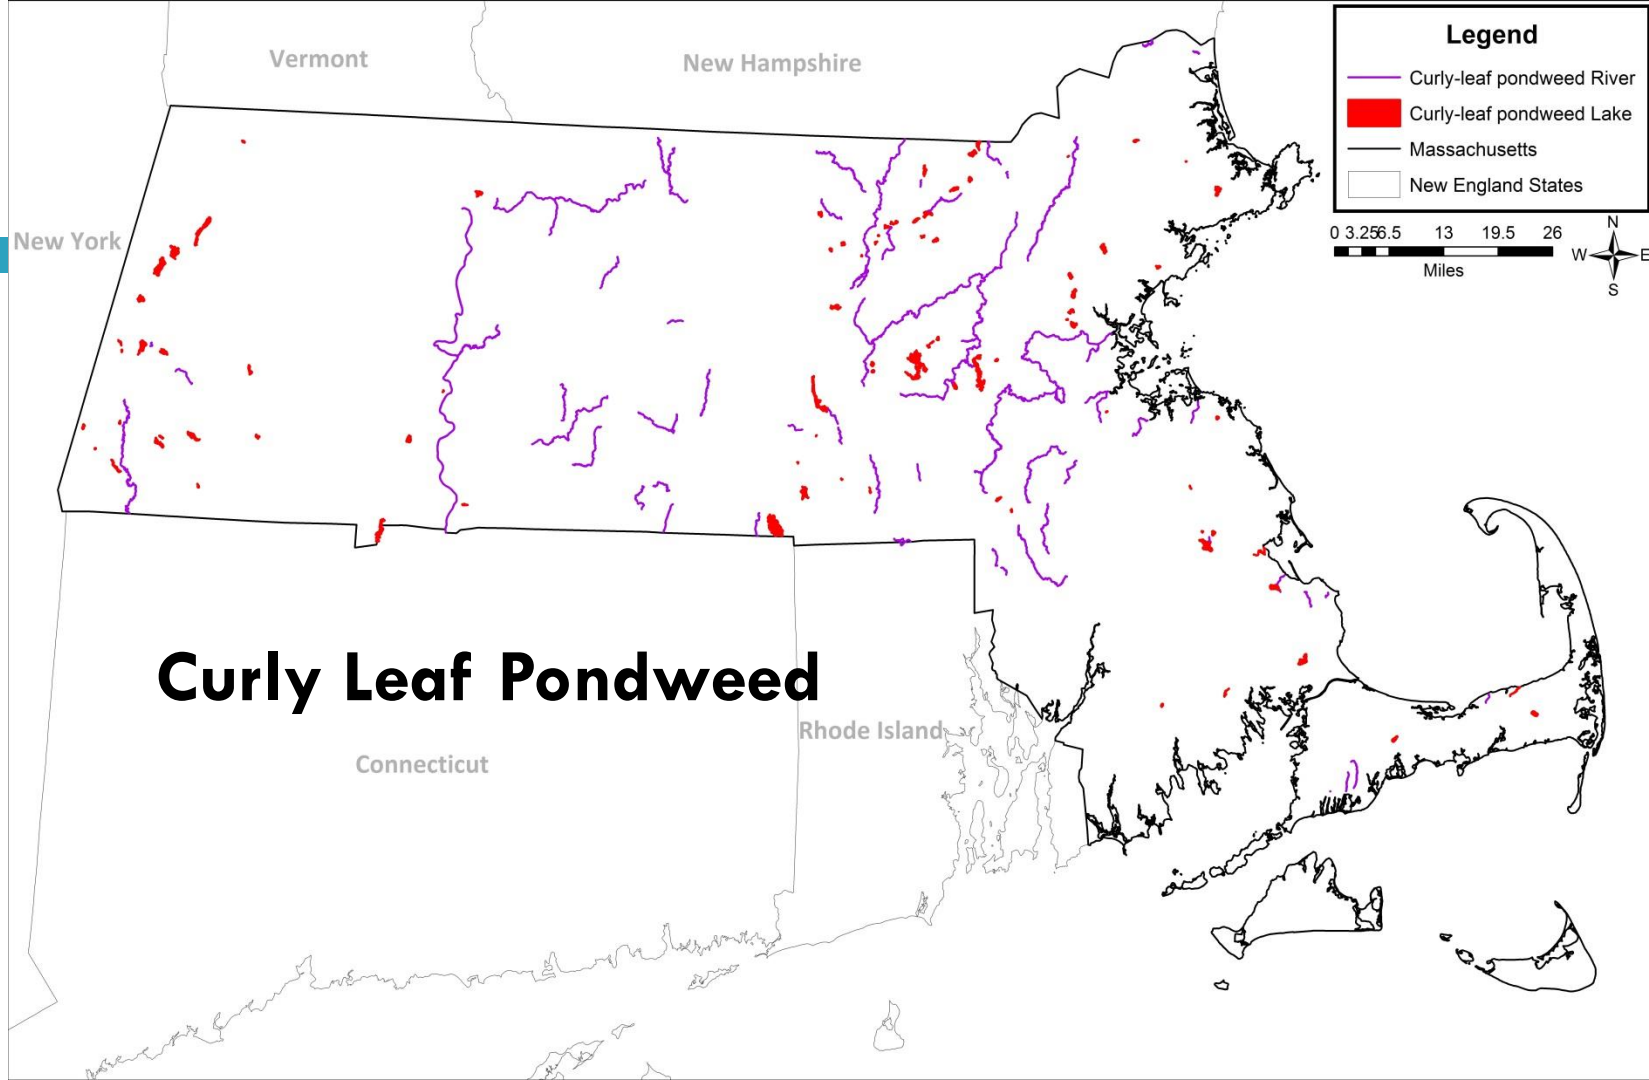 Vermont
New Hampshire
New York
Legend
Curly-leaf pondweed River
Curly-leaf pondweed Lake
Massachusetts
New England States
0 3.25 6.5 13 19.5 26
Miles
N
W E
S
Curly Leaf Pondweed
Rhode Island
Connecticut